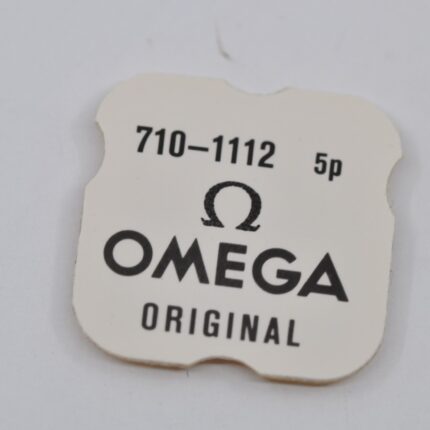 710–1112 5p
Ω
OMEGA
ORIGINAL